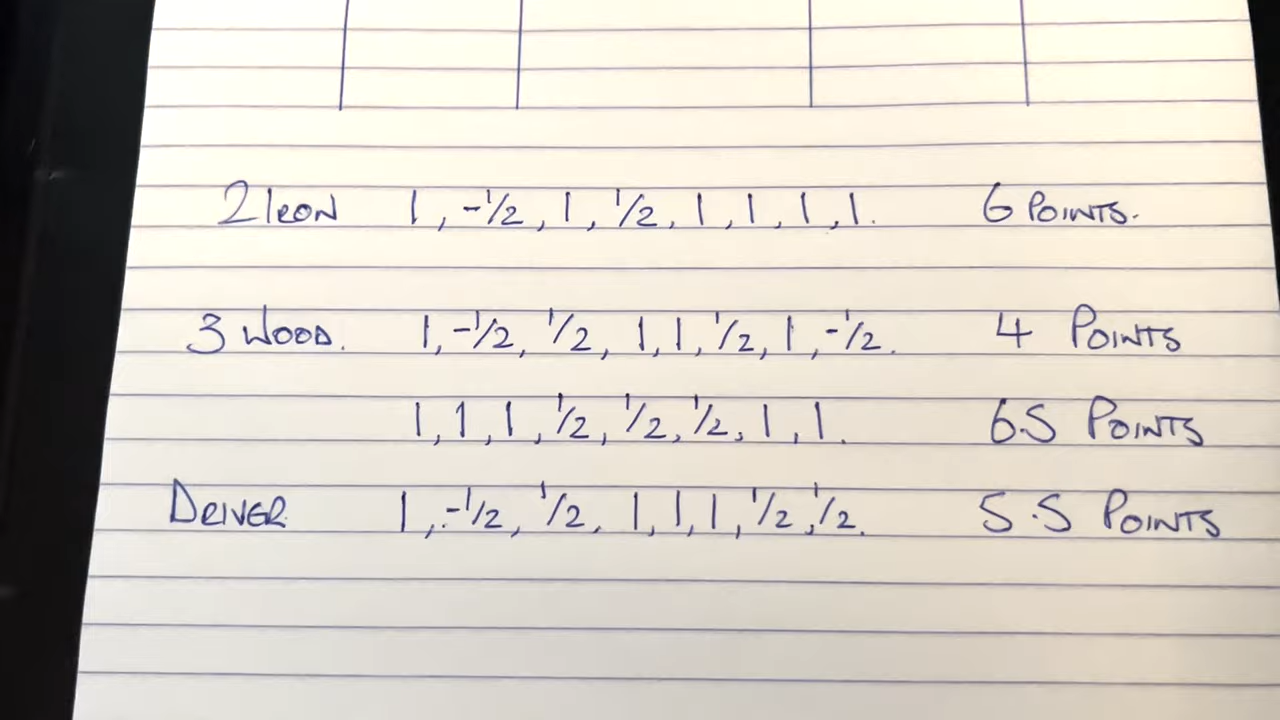 2 IRON 1, -1/2, 1, 1/2, 1, 1, 1, 1. 6 POINTS.
3 WOOD. 1, -1/2, 1/2, 1, 1, 1/2, 1, -1/2. 4 POINTS
1, 1, 1, 1/2, 1/2, 1/2, 1, 1. 6.5 POINTS
DRIVER. 1, -1/2, 1/2, 1, 1, 1, 1/2, 1/2. 5.5 POINTS